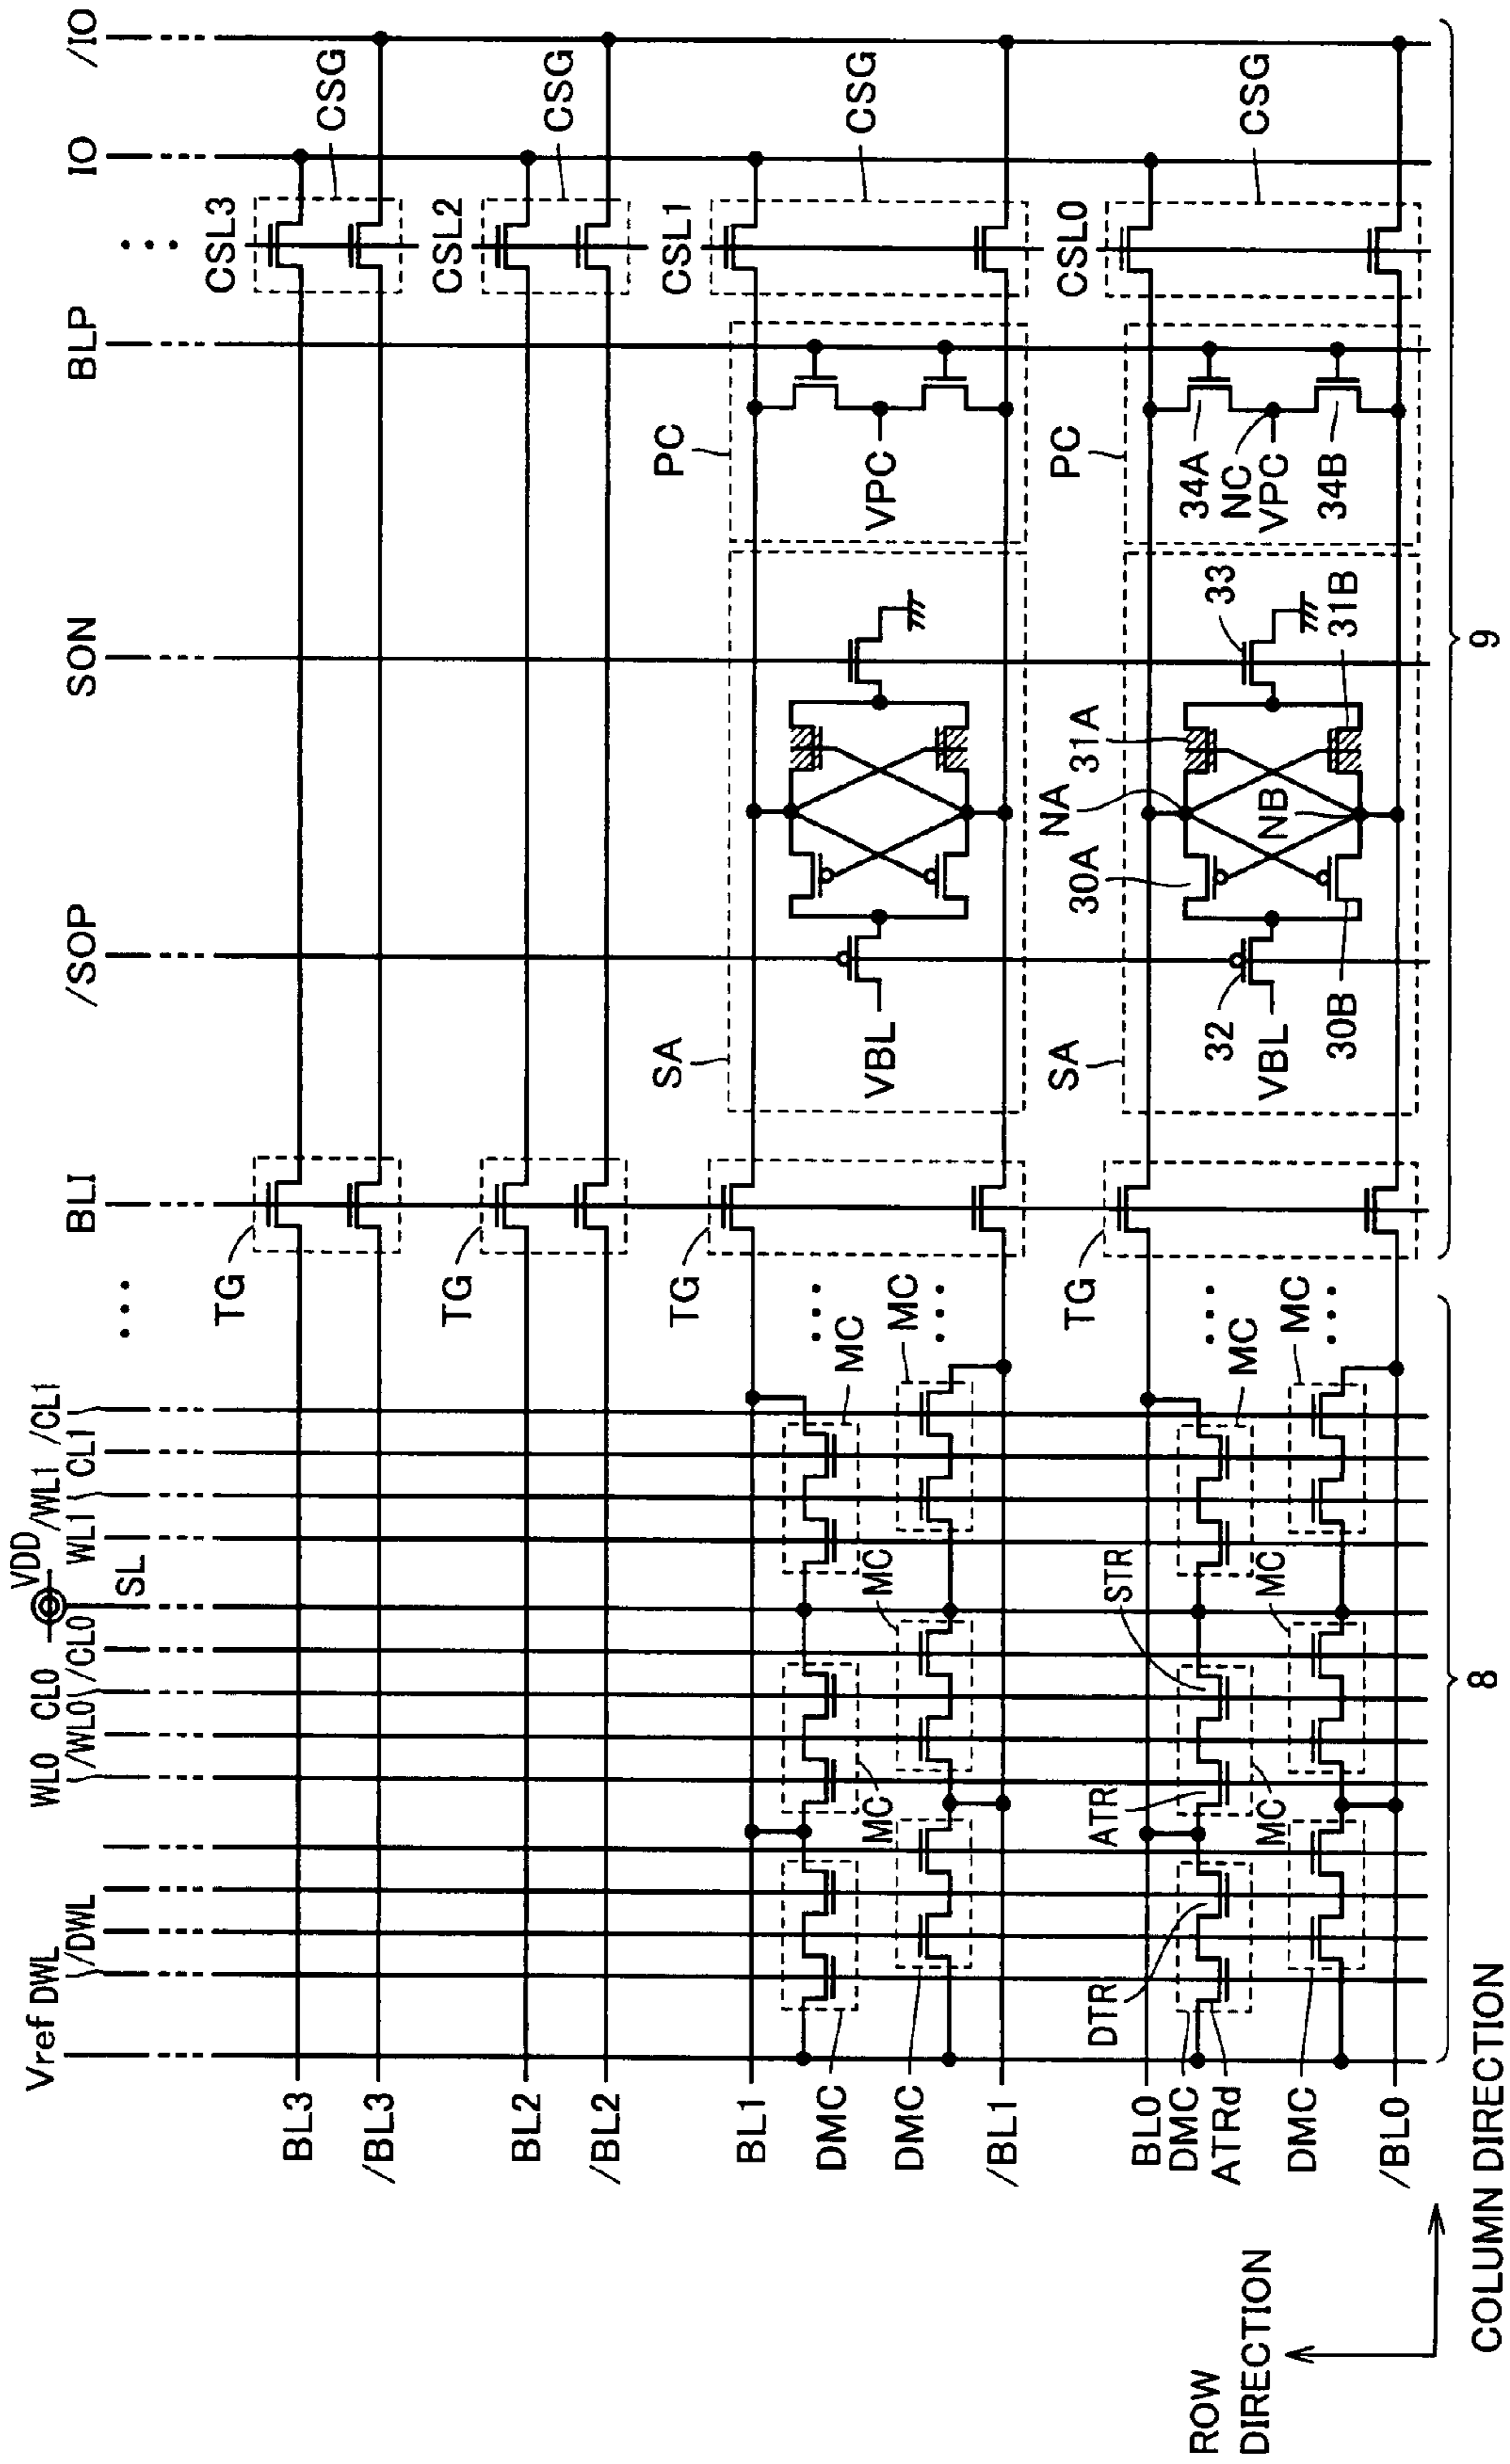 /IO
IO
BLP
SON
/SOP
BLI
...
...
/CL1
CL1
/WL1
WL1
VDD
SL
/CL0
CL0
/WL0
WL0
/DWL
DWL
Vref
CSL3
CSG
TG
BL3
/BL3
CSL2
CSG
TG
BL2
/BL2
CSL1
CSG
PC
VPC
SA
VBL
TG
...
MC
MC
...
MC
MC
BL1
DMC
DMC
/BL1
CSL0
CSG
PC
34A
NC
VPC
34B
33
31B
31A
NA
NB
30A
SA
32
VBL
30B
TG
...
MC
MC
...
STR
MC
ATR
MC
DTR
BL0
DMC
ATRd
DMC
/BL0
9
8
ROW
DIRECTION
COLUMN DIRECTION